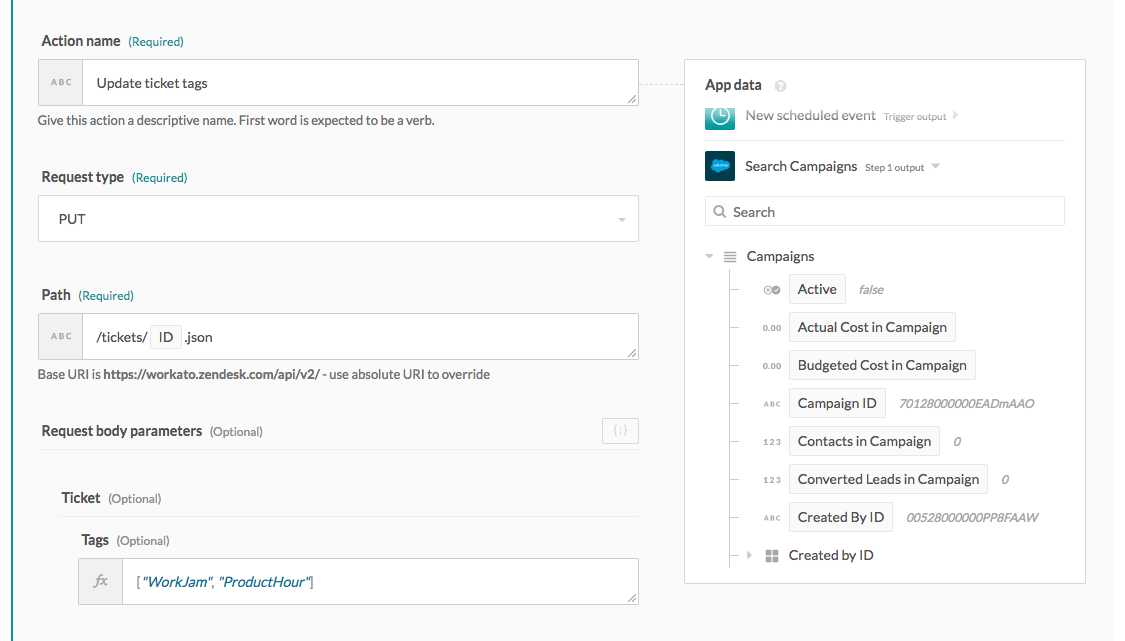 Action name (Required)
ABC Update ticket tags
Give this action a descriptive name. First word is expected to be a verb.
Request type (Required)
PUT
Path (Required)
ABC /tickets/ ID .json
Base URI is https://workato.zendesk.com/api/v2/ - use absolute URI to override
Request body parameters (Optional) {;}
Ticket (Optional)
Tags (Optional)
fx ["WorkJam", "ProductHour"]
App data ?
New scheduled event Trigger output
Search Campaigns Step 1 output
Search
Campaigns
Active false
0.00 Actual Cost in Campaign
0.00 Budgeted Cost in Campaign
ABC Campaign ID 70128000000EADmAAO
123 Contacts in Campaign 0
123 Converted Leads in Campaign 0
ABC Created By ID 00528000000PP8FAAW
Created by ID